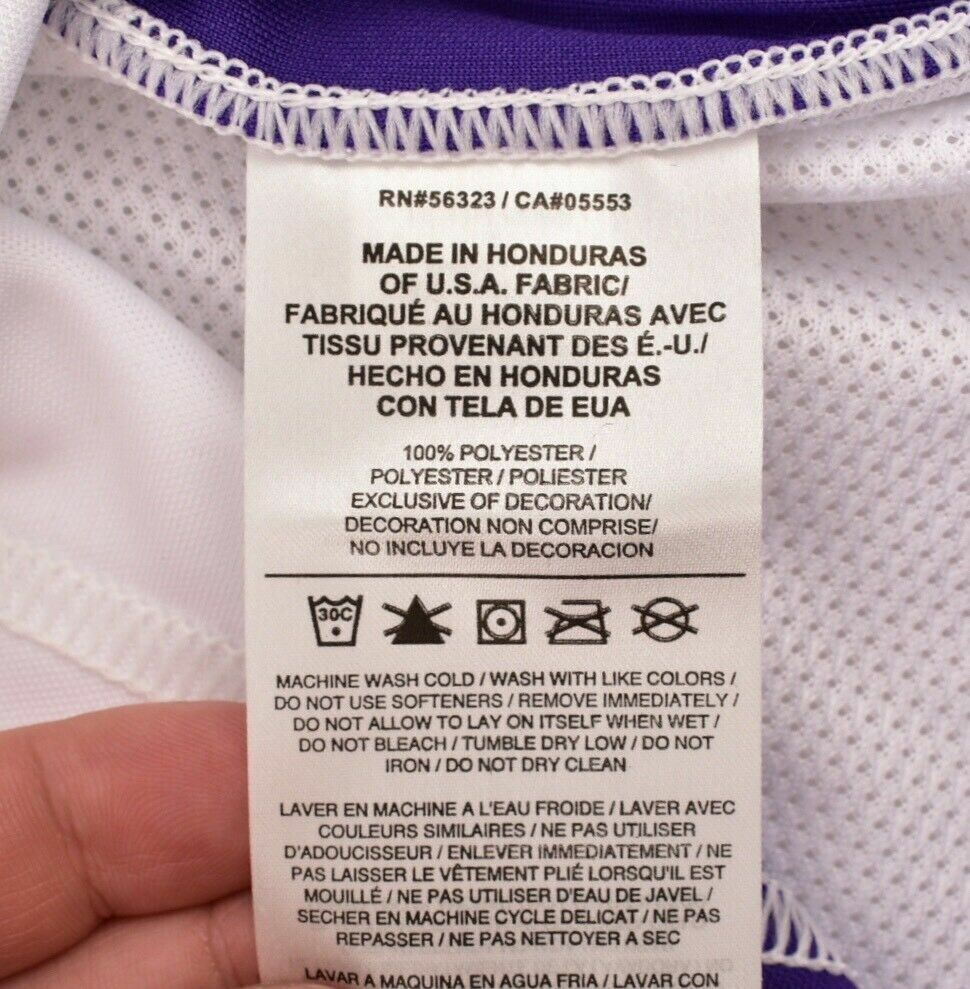 RN#56323 / CA#05553
MADE IN HONDURAS
OF U.S.A. FABRIC/
FABRIQUÉ AU HONDURAS AVEC
TISSU PROVENANT DES É.-U./
HECHO EN HONDURAS
CON TELA DE EUA
100% POLYESTER /
POLYESTER / POLIESTER
EXCLUSIVE OF DECORATION/
DECORATION NON COMPRISE/
NO INCLUYE LA DECORACION
30C
MACHINE WASH COLD / WASH WITH LIKE COLORS /
DO NOT USE SOFTENERS / REMOVE IMMEDIATELY /
DO NOT ALLOW TO LAY ON ITSELF WHEN WET /
DO NOT BLEACH / TUMBLE DRY LOW / DO NOT
IRON / DO NOT DRY CLEAN
LAVER EN MACHINE A L'EAU FROIDE / LAVER AVEC
COULEURS SIMILAIRES / NE PAS UTILISER
D'ADOUCISSEUR / ENLEVER IMMEDIATEMENT / NE
PAS LAISSER LE VÊTEMENT PLIÉ LORSQU'IL EST
MOUILLÉ / NE PAS UTILISER D'EAU DE JAVEL /
SECHER EN MACHINE CYCLE DELICAT / NE PAS
REPASSER / NE PAS NETTOYER A SEC
LAVAR A MAQUINA EN AGUA FRIA / LAVAR CON